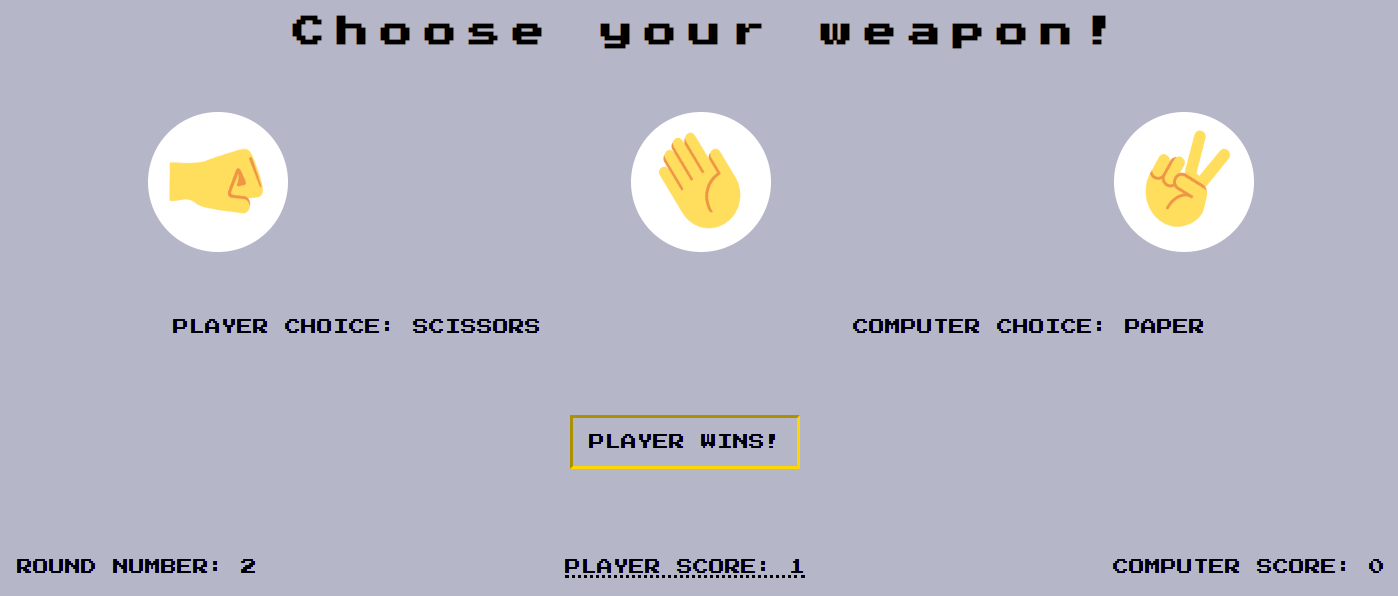 Choose your weapon!
PLAYER CHOICE: SCISSORS
COMPUTER CHOICE: PAPER
PLAYER WINS!
ROUND NUMBER: 2
PLAYER SCORE: 1
COMPUTER SCORE: 0